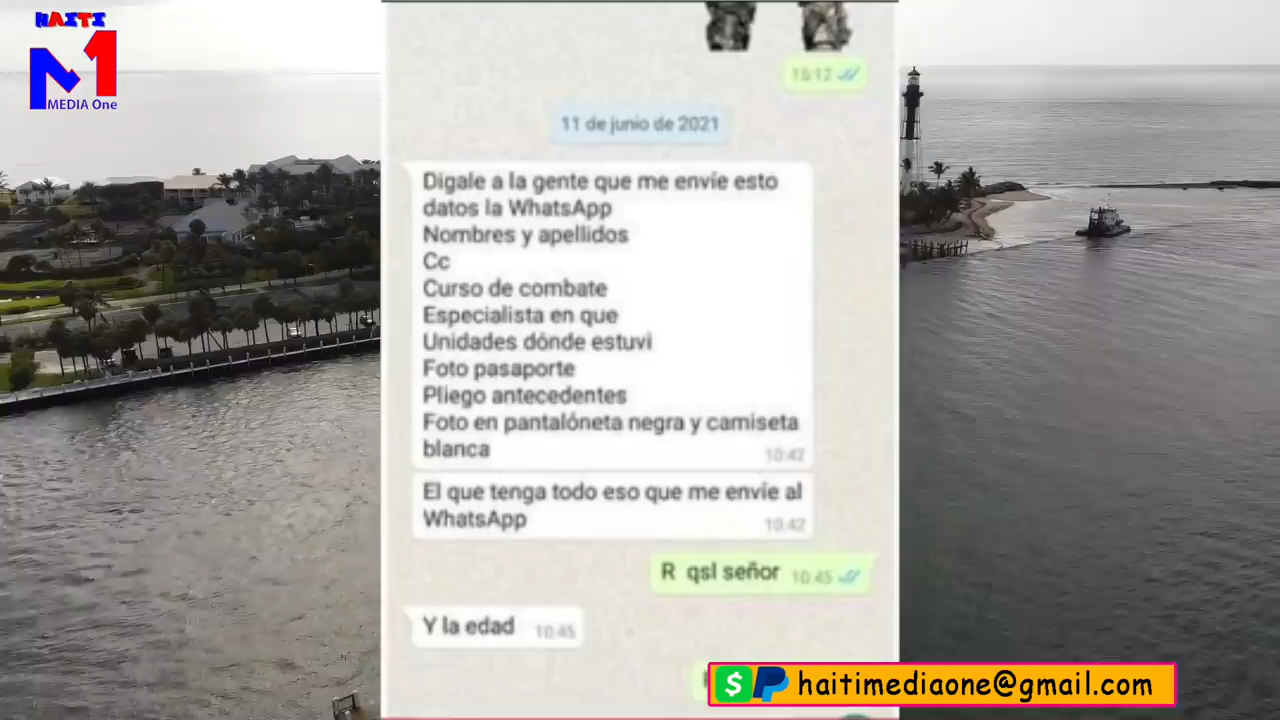 HAITI
M1
MEDIA One
15:12
11 de junio de 2021
Digale a la gente que me envíe esto
datos la WhatsApp
Nombres y apellidos
Cc
Curso de combate
Especialista en que
Unidades dónde estuvi
Foto pasaporte
Pliego antecedentes
Foto en pantalóneta negra y camiseta
blanca
10:42
El que tenga todo eso que me envie al
WhatsApp
10:42
R qsl señor
10:45
Y la edad
10:45
$ P haitimediaone@gmail.com